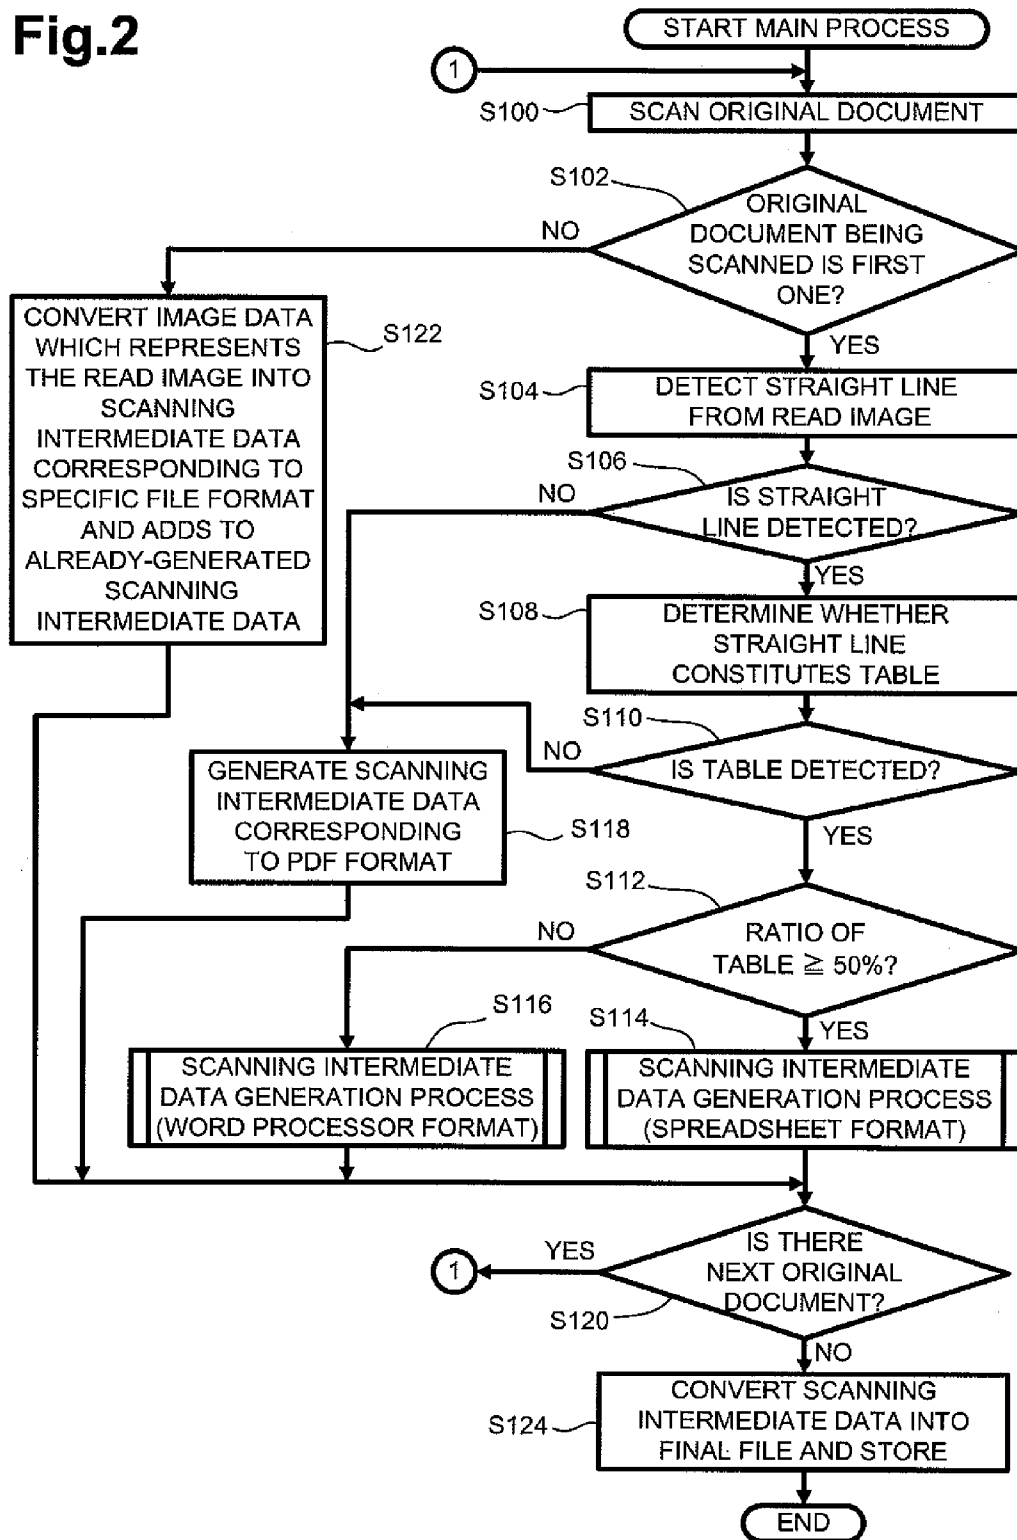 Fig.2
START MAIN PROCESS
1
S100
SCAN ORIGINAL DOCUMENT
S102
ORIGINAL
DOCUMENT BEING
SCANNED IS FIRST
ONE?
NO
YES
CONVERT IMAGE DATA
WHICH REPRESENTS
THE READ IMAGE INTO
SCANNING
INTERMEDIATE DATA
CORRESPONDING TO
SPECIFIC FILE FORMAT
AND ADDS TO
ALREADY-GENERATED
SCANNING
INTERMEDIATE DATA
S122
S104
DETECT STRAIGHT LINE
FROM READ IMAGE
S106
IS STRAIGHT
LINE DETECTED?
NO
YES
S108
DETERMINE WHETHER
STRAIGHT LINE
CONSTITUTES TABLE
S110
IS TABLE DETECTED?
NO
YES
GENERATE SCANNING
INTERMEDIATE DATA
CORRESPONDING
TO PDF FORMAT
S118
S112
RATIO OF
TABLE ≧ 50%?
NO
YES
S116
SCANNING INTERMEDIATE
DATA GENERATION PROCESS
(WORD PROCESSOR FORMAT)
S114
SCANNING INTERMEDIATE
DATA GENERATION PROCESS
(SPREADSHEET FORMAT)
IS THERE
NEXT ORIGINAL
DOCUMENT?
YES
1
S120
NO
S124
CONVERT SCANNING
INTERMEDIATE DATA INTO
FINAL FILE AND STORE
END